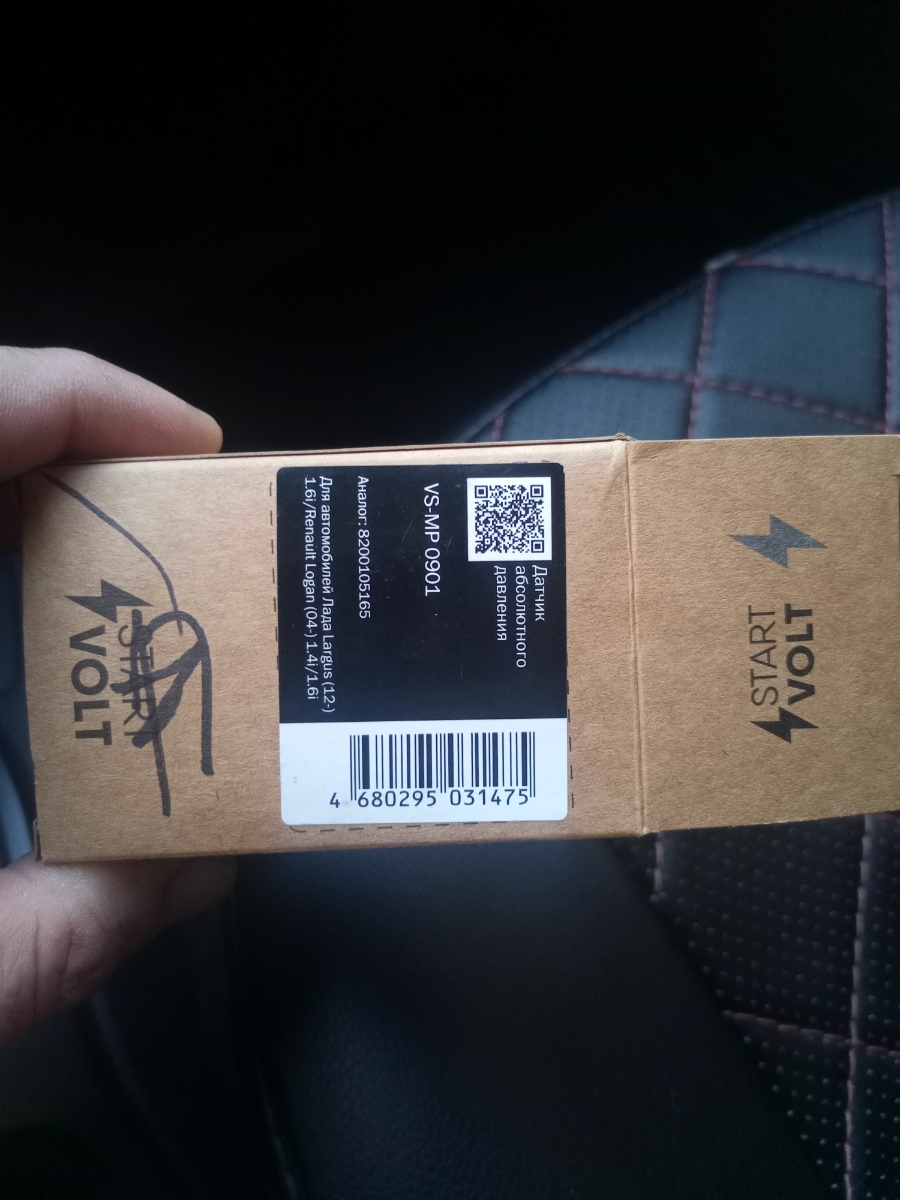 Датчик
абсолютного
давления
VS-MP 0901
Аналог: 8200105165
Для автомобилей Лада Largus (12-)
1.6i/Renault Logan (04-) 1.4i/1.6i
4 680295 031475
START
VOLT
START
VOLT